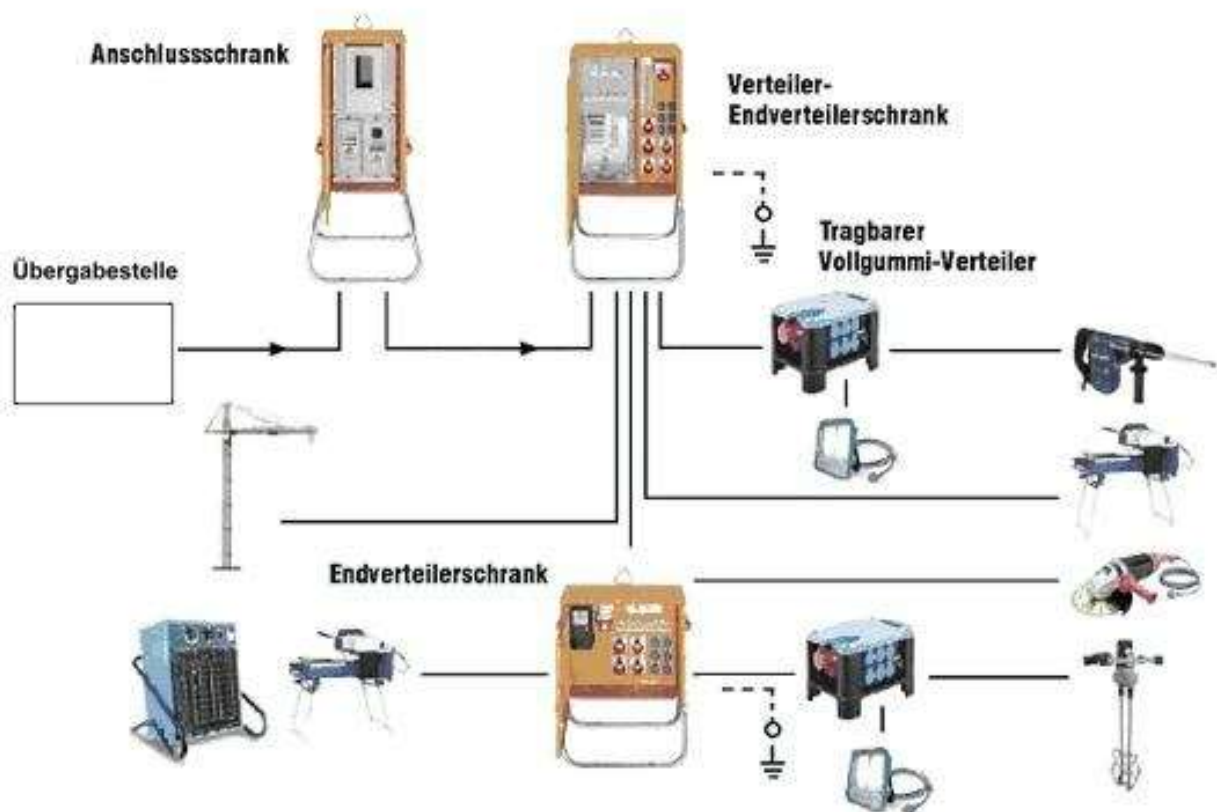 Anschlussschrank
Verteiler-
Endverteilerschrank
Übergabestelle
Tragbarer
Vollgummi-Verteiler
Endverteilerschrank